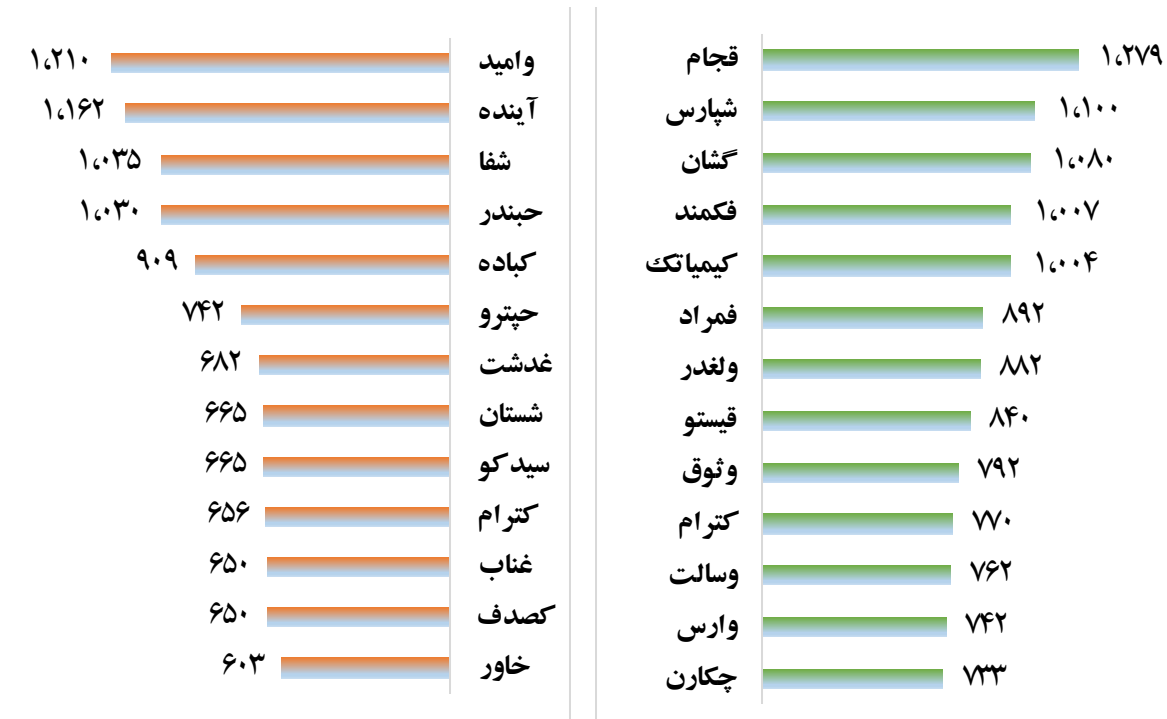 قجام ۱،۲۷۹
شپارس ۱،۱۰۰
گشان ۱،۰۸۰
فکمند ۱،۰۰۷
کیمیاتک ۱،۰۰۴
فمراد ۸۹۲
ولغدر ۸۸۲
قیستو ۸۴۰
وثوق ۷۹۲
کترام ۷۷۰
وسالت ۷۶۲
وارس ۷۴۲
چکارن ۷۳۳
وامید ۱،۲۱۰
آینده ۱،۱۶۲
شفا ۱،۰۳۵
حبندر ۱،۰۳۰
کباده ۹۰۹
حپترو ۷۴۲
غدشت ۶۸۲
شستان ۶۶۵
سیدکو ۶۶۵
کترام ۶۵۶
غناب ۶۵۰
کصدف ۶۵۰
خاور ۶۰۳